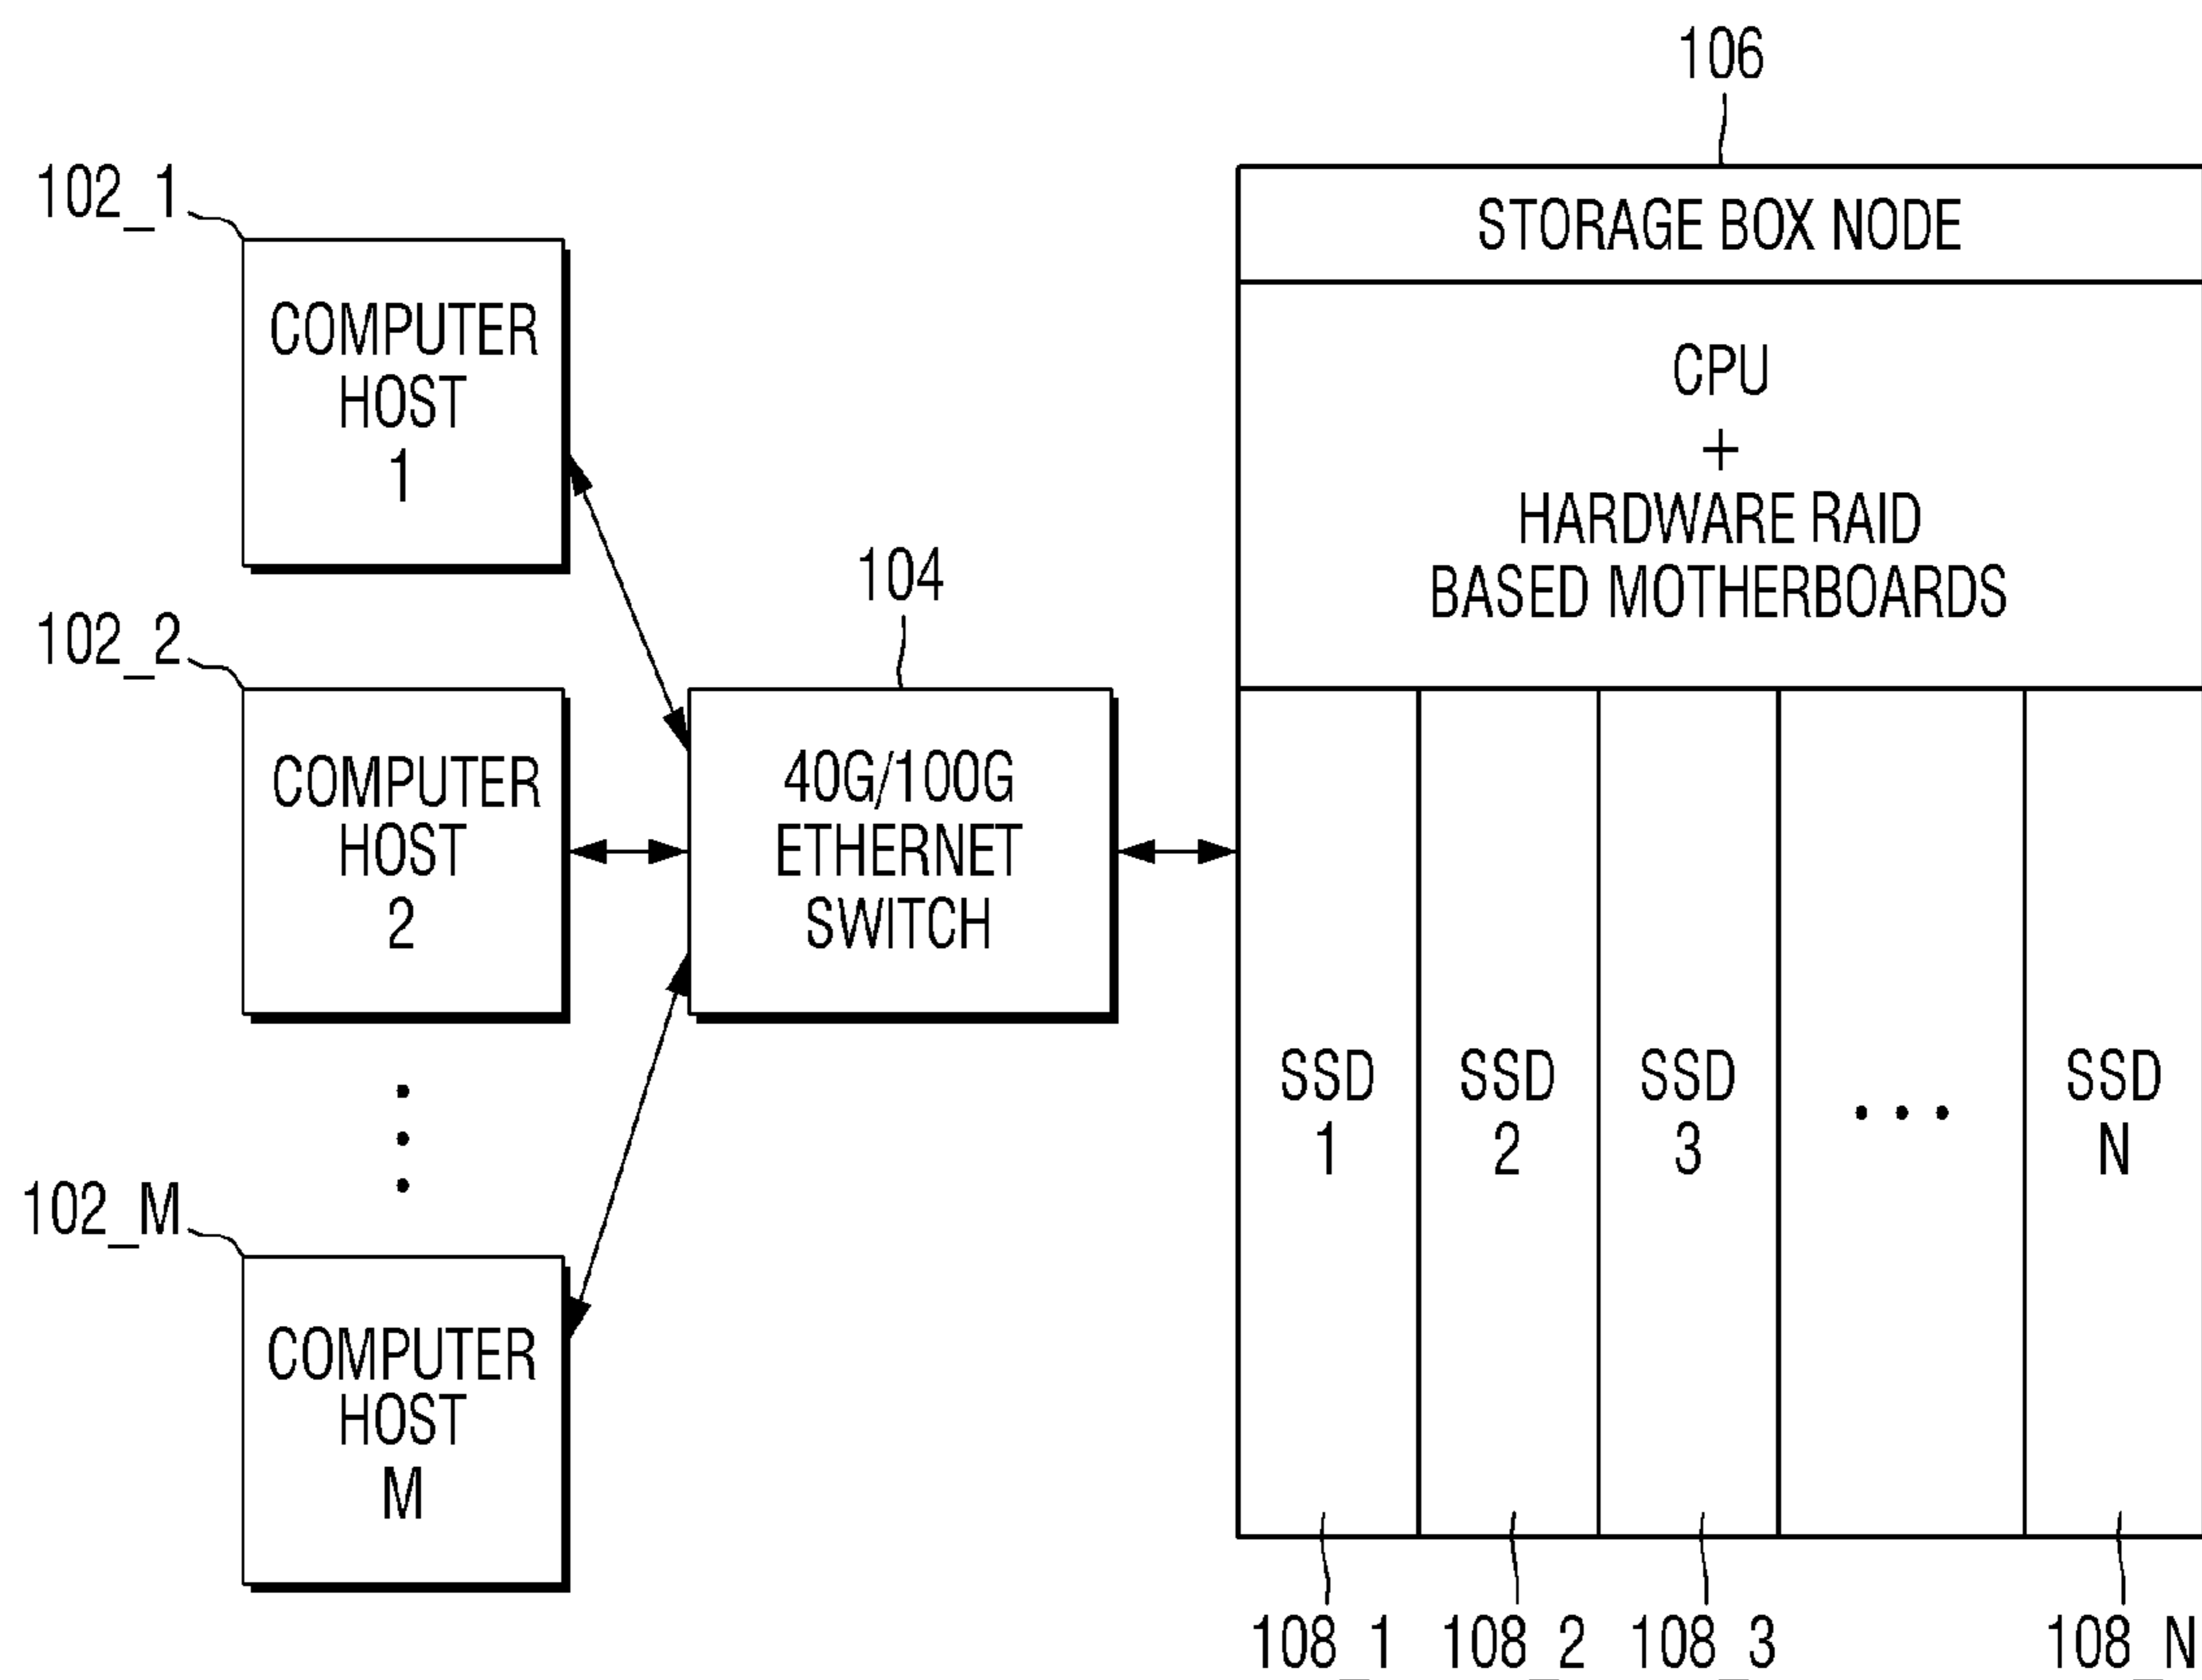 106
102_1
STORAGE BOX NODE
COMPUTER
HOST
1
CPU
+
HARDWARE RAID
BASED MOTHERBOARDS
104
102_2
COMPUTER
HOST
2
40G/100G
ETHERNET
SWITCH
SSD
1
SSD
2
SSD
3
• • •
SSD
N
102_M
COMPUTER
HOST
M
108_1
108_2
108_3
108_N